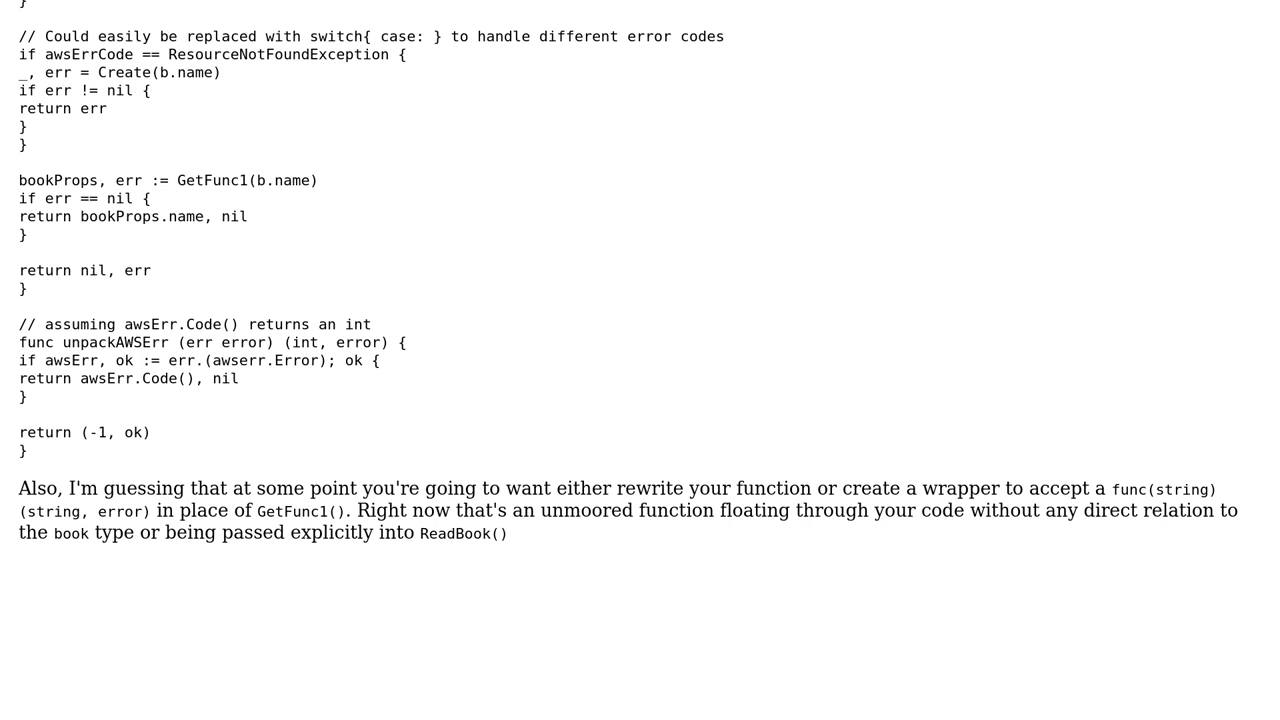 }
// Could easily be replaced with switch{ case: } to handle different error codes
if awsErrCode == ResourceNotFoundException {
_, err = Create(b.name)
if err != nil {
return err
}
}
bookProps, err := GetFunc1(b.name)
if err == nil {
return bookProps.name, nil
}
return nil, err
}
// assuming awsErr.Code() returns an int
func unpackAWSErr (err error) (int, error) {
if awsErr, ok := err.(awserr.Error); ok {
return awsErr.Code(), nil
}
return (-1, ok)
}
Also, I'm guessing that at some point you're going to want either rewrite your function or create a wrapper to accept a func(string)
(string, error) in place of GetFunc1(). Right now that's an unmoored function floating through your code without any direct relation to
the book type or being passed explicitly into ReadBook()